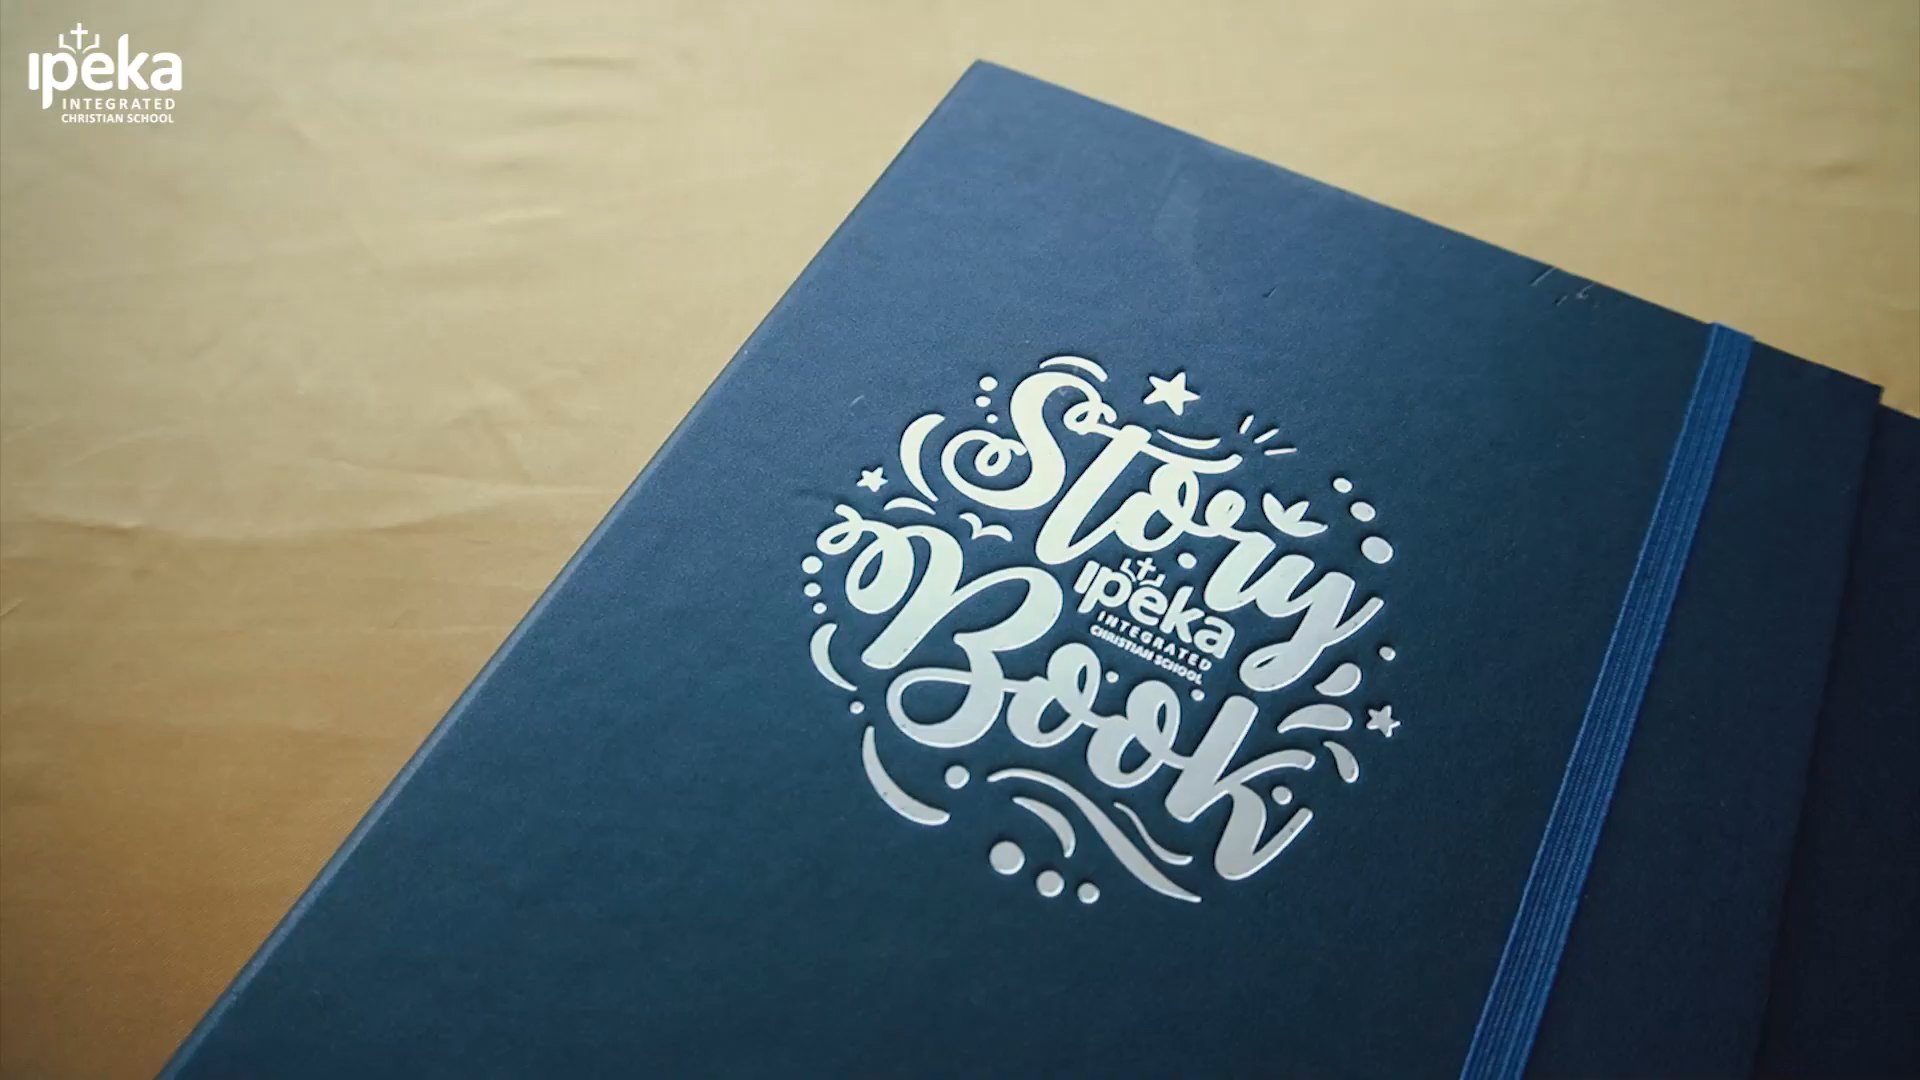 ipeka
INTEGRATED
CHRISTIAN SCHOOL
Story
ipeka
INTEGRATED
CHRISTIAN SCHOOL
Book